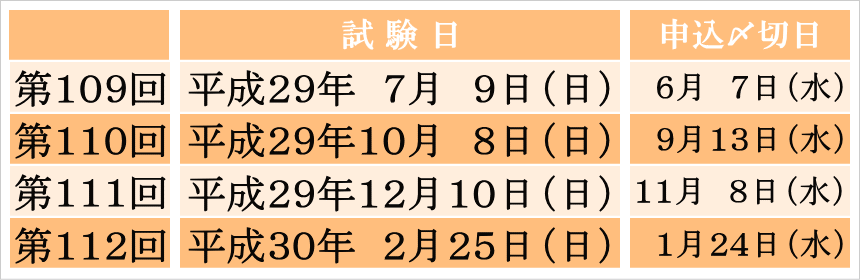 試験日 申込〆切日
第109回 平成29年 7月 9日(日) 6月 7日(水)
第110回 平成29年10月 8日(日) 9月13日(水)
第111回 平成29年12月10日(日) 11月 8日(水)
第112回 平成30年 2月25日(日) 1月24日(水)